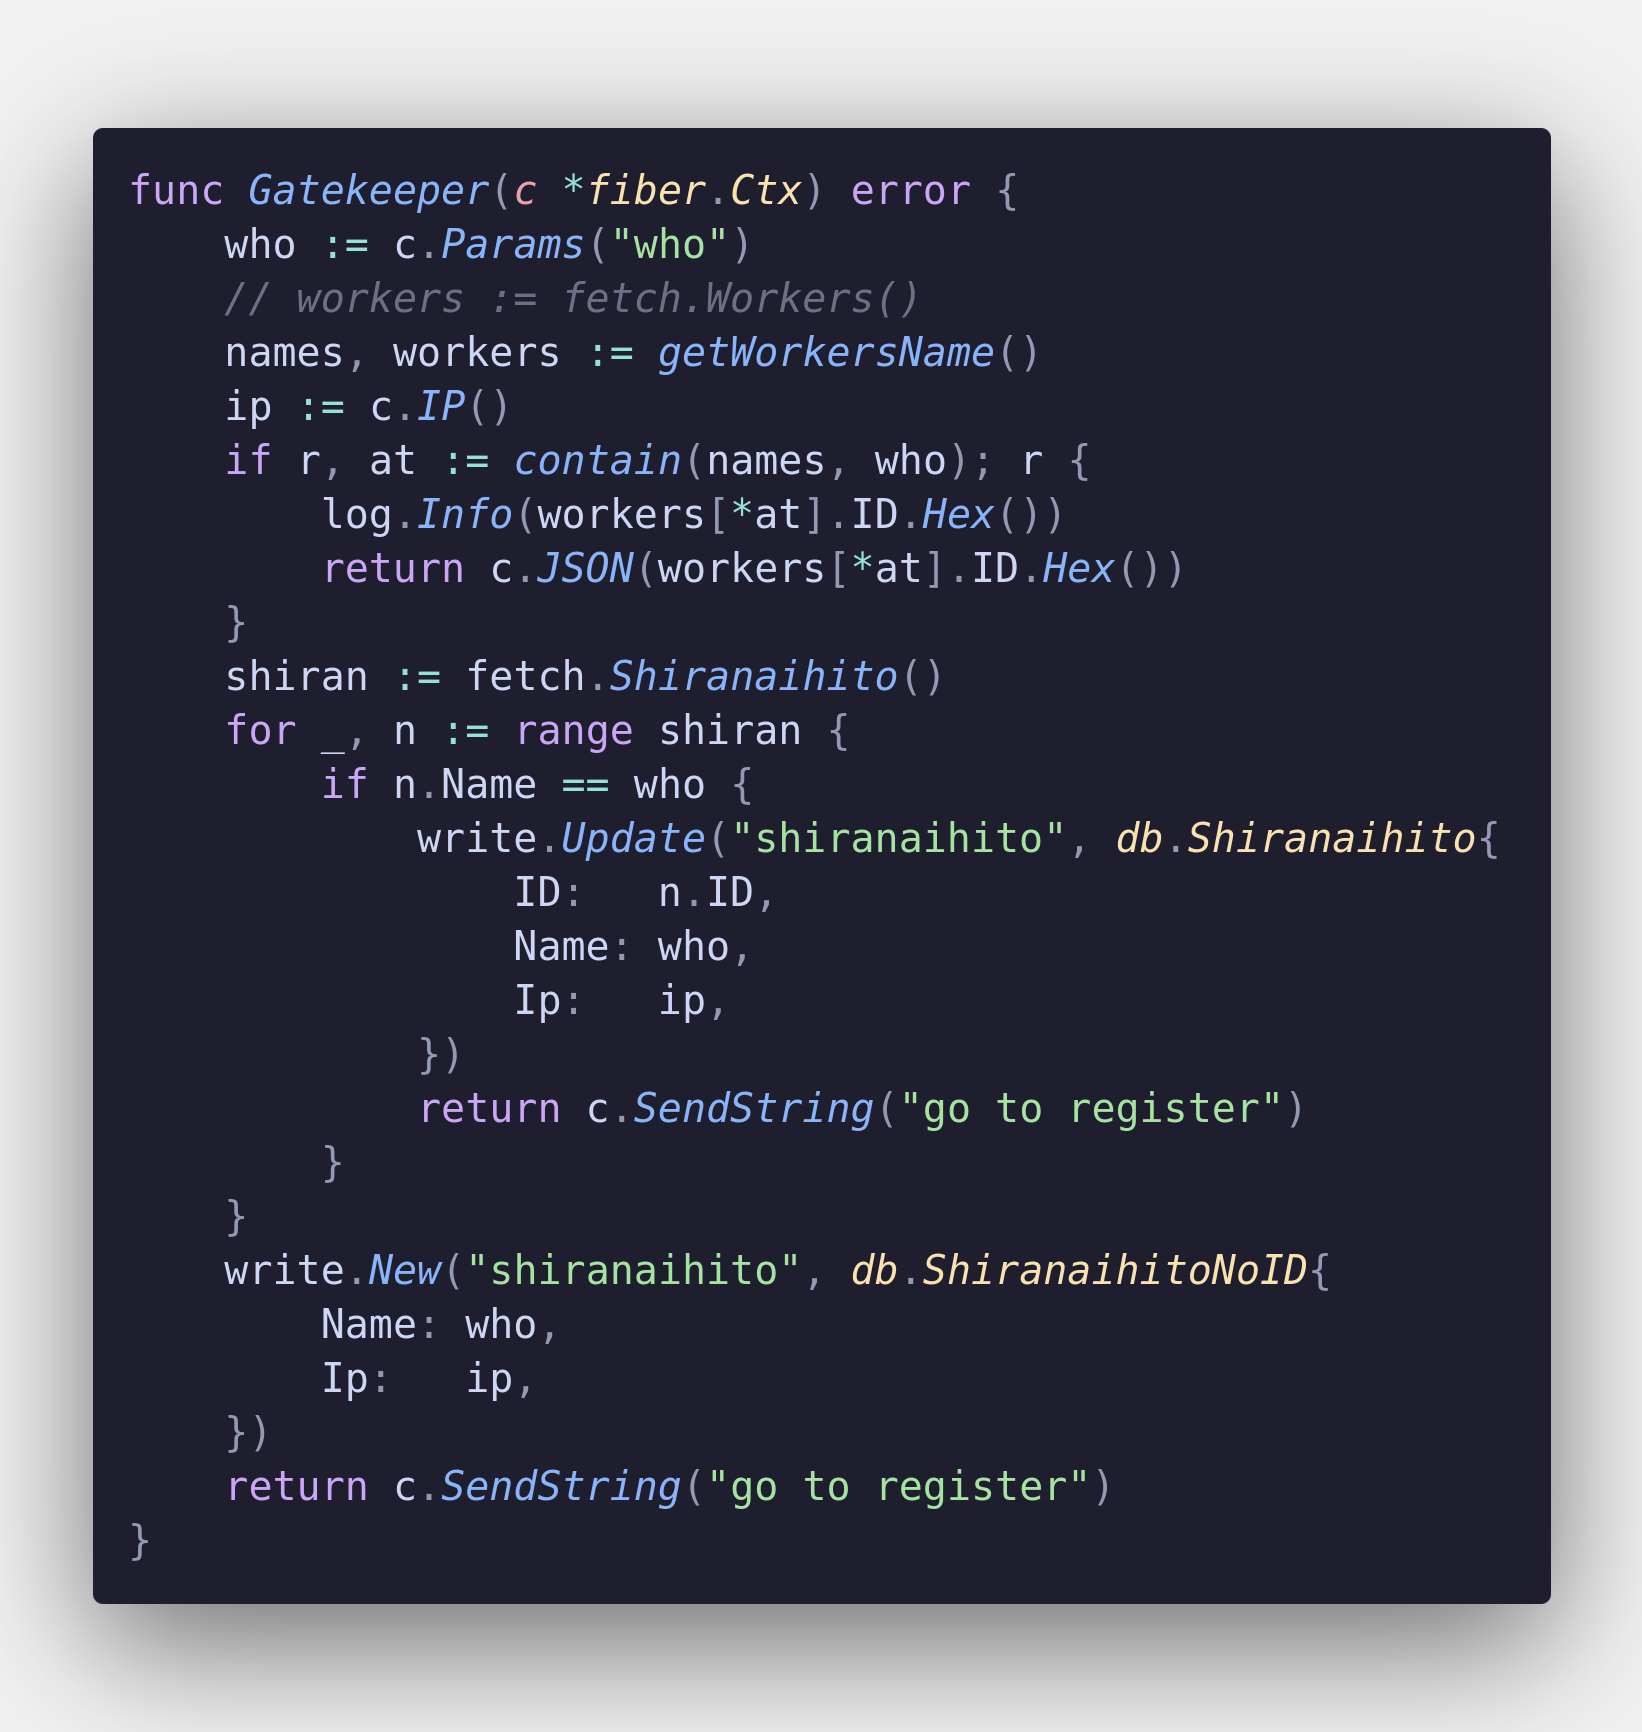 func Gatekeeper(c *fiber.Ctx) error {
    who := c.Params("who")
    // workers := fetch.Workers()
    names, workers := getWorkersName()
    ip := c.IP()
    if r, at := contain(names, who); r {
        log.Info(workers[*at].ID.Hex())
        return c.JSON(workers[*at].ID.Hex())
    }
    shiran := fetch.Shiranaihito()
    for _, n := range shiran {
        if n.Name == who {
            write.Update("shiranaihito", db.Shiranaihito{
                ID:   n.ID,
                Name: who,
                Ip:   ip,
            })
            return c.SendString("go to register")
        }
    }
    write.New("shiranaihito", db.ShiranaihitoNoID{
        Name: who,
        Ip:   ip,
    })
    return c.SendString("go to register")
}